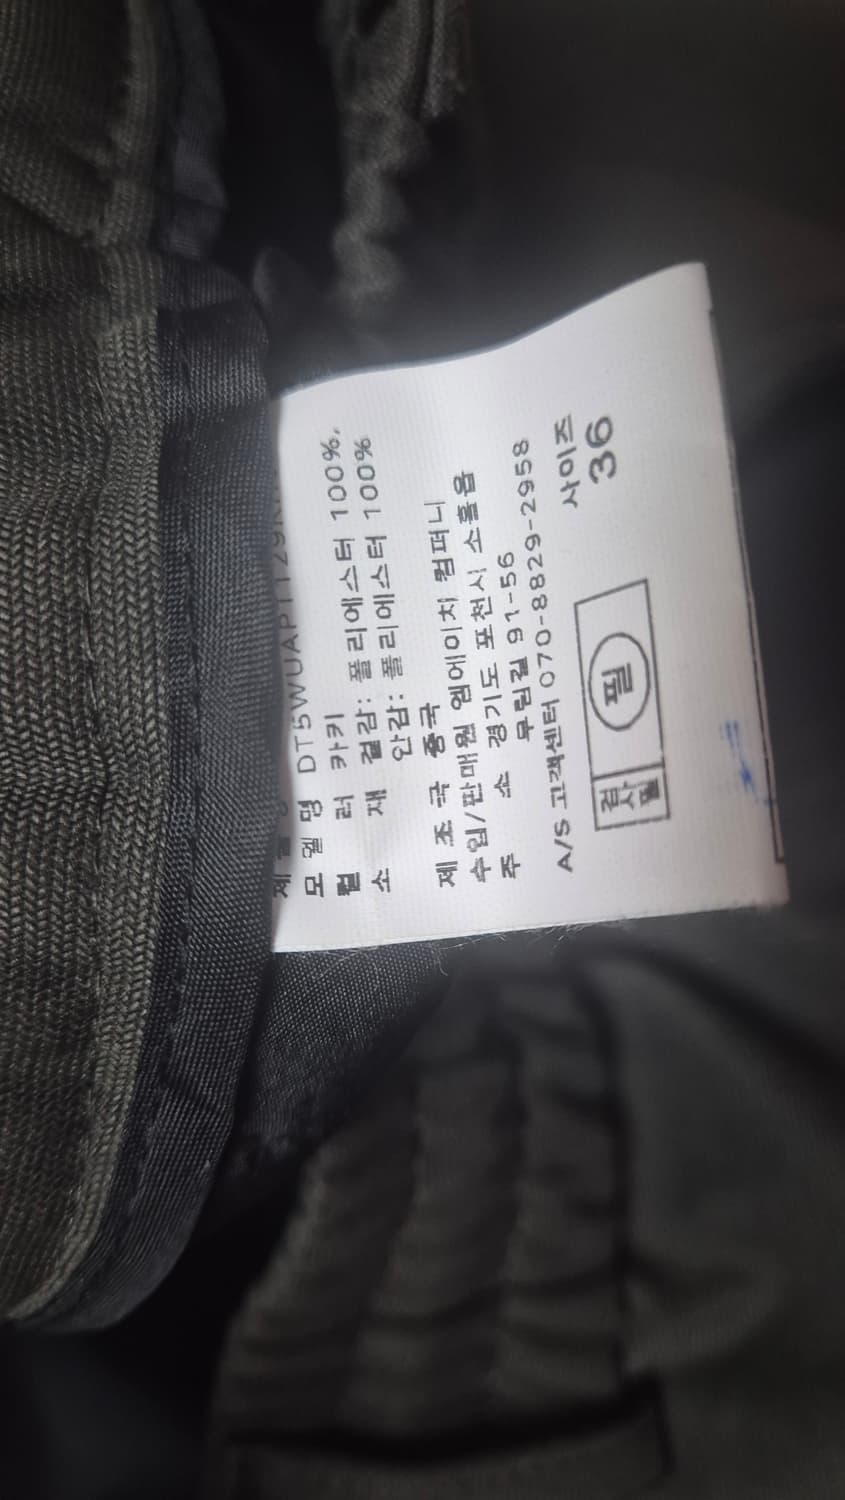 모델명 DT5WUAPT129KH
컬 러 카키
소 재 겉감: 폴리에스터 100%,
안감: 폴리에스터 100%
제 조 국 중국
수입/판매원 엠에이치 컴퍼니
주 소 경기도 포천시 소흘읍
무림길 91-56
A/S 고객센터 070-8829-2958
사이즈
36
검사필
필